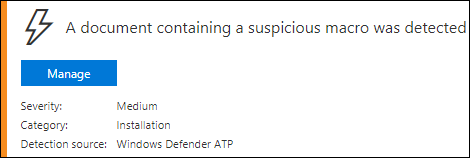 A document containing a suspicious macro was detected
Manage
Severity: Medium
Category: Installation
Detection source: Windows Defender ATP